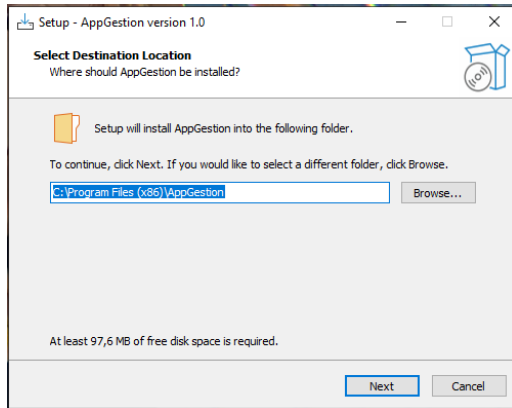 Setup - AppGestion version 1.0
Select Destination Location
Where should AppGestion be installed?
Setup will install AppGestion into the following folder.
To continue, click Next. If you would like to select a different folder, click Browse.
C:\Program Files (x86)\AppGestion
Browse...
At least 97,6 MB of free disk space is required.
Next
Cancel